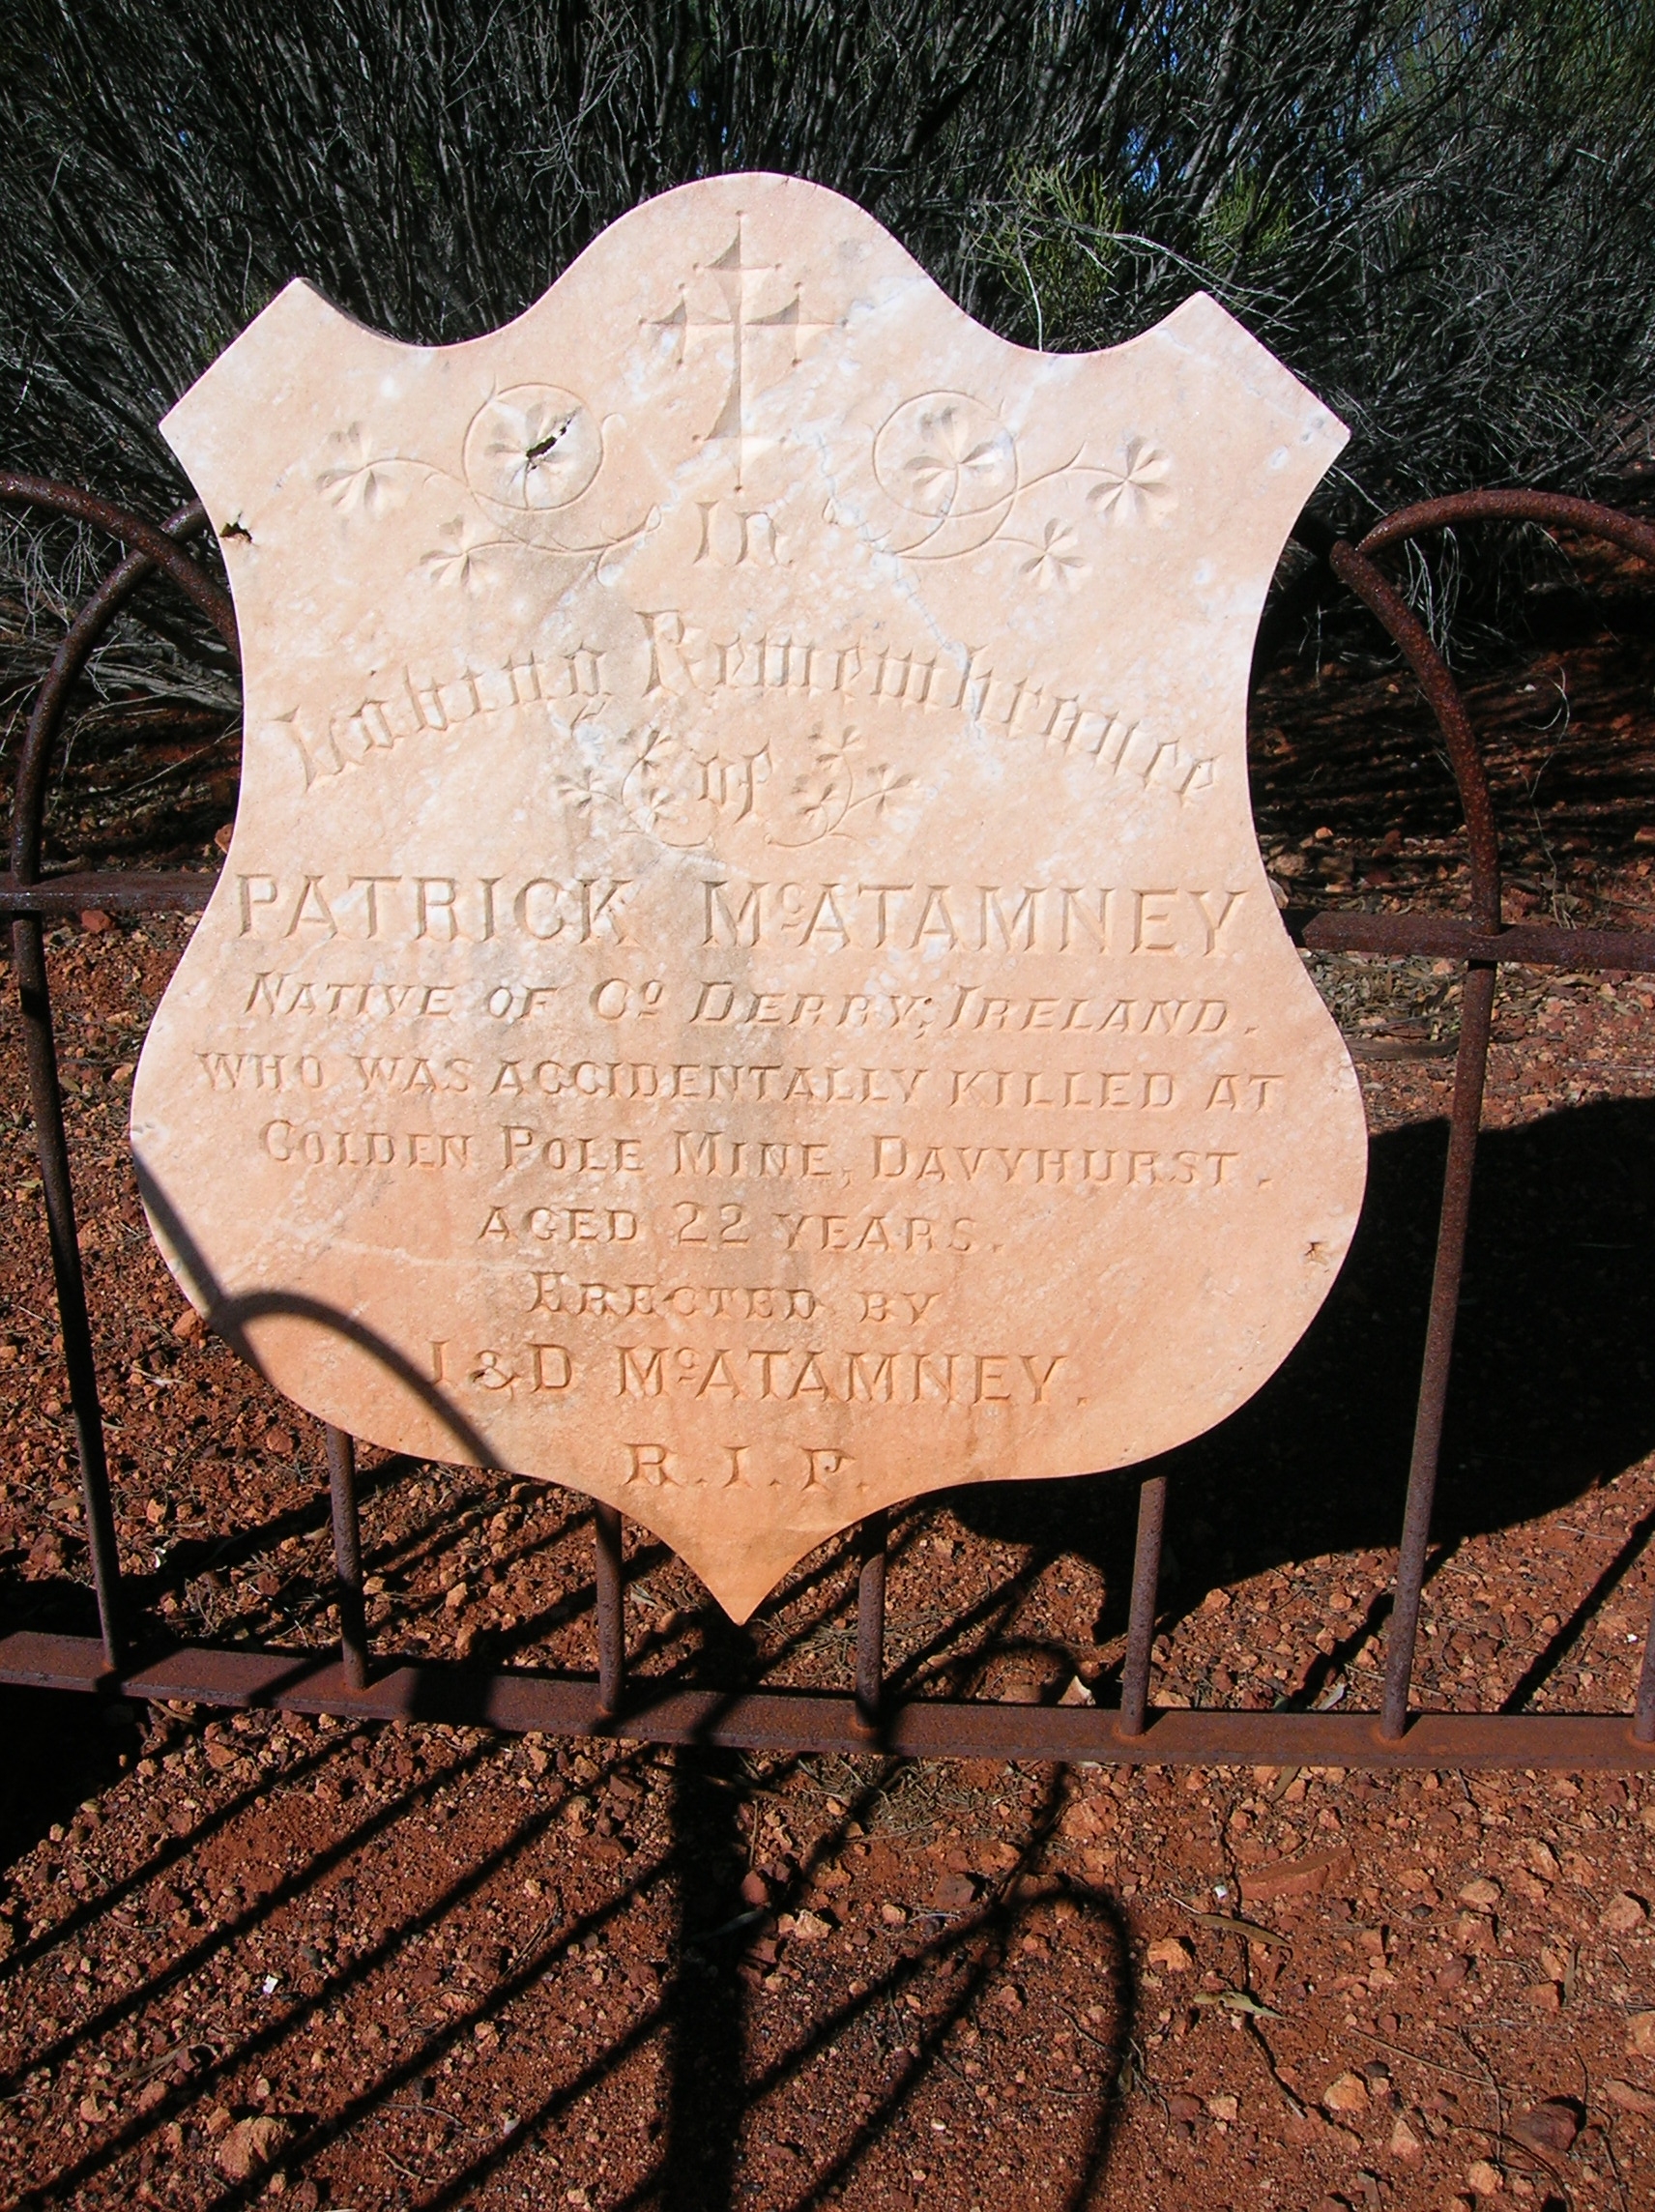 In
Loving Remembrance
of
PATRICK McATAMNEY
NATIVE OF Co DERRY, IRELAND.
WHO WAS ACCIDENTALLY KILLED AT
GOLDEN POLE MINE, DAVYHURST.
AGED 22 YEARS.
ERECTED BY
J & D McATAMNEY.
R.I.P.